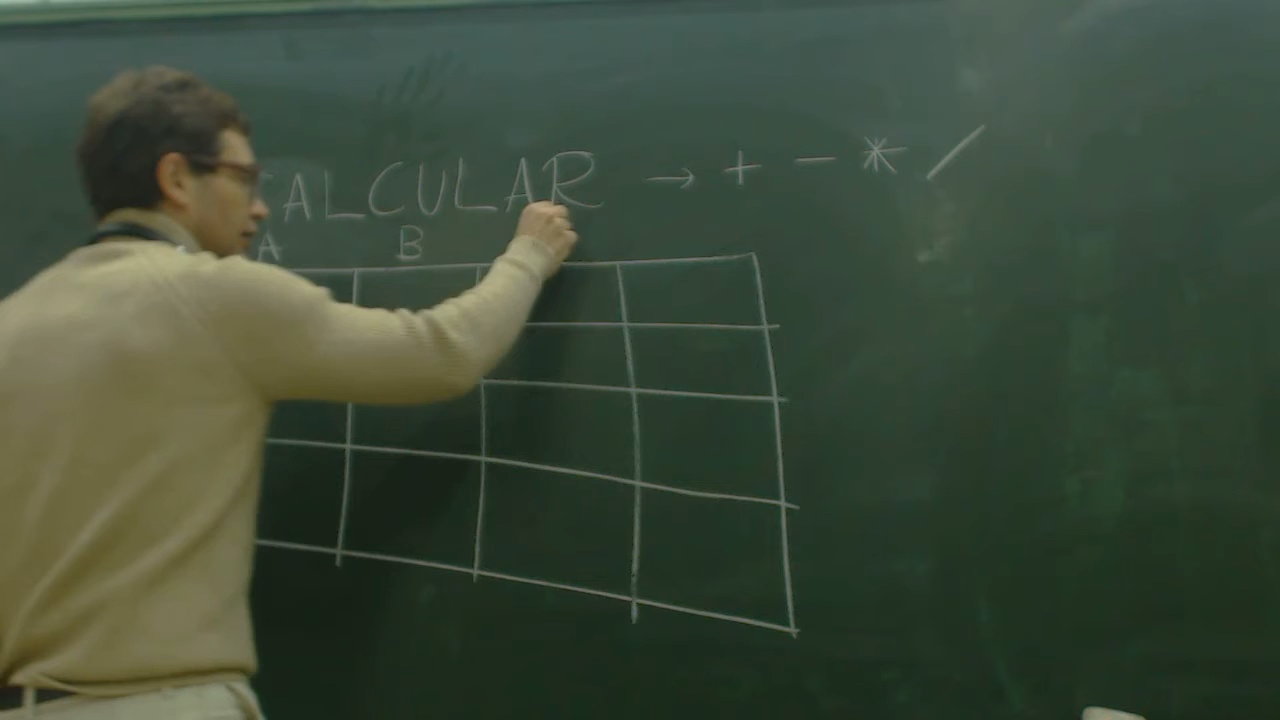 CALCULAR → + - * /
A B